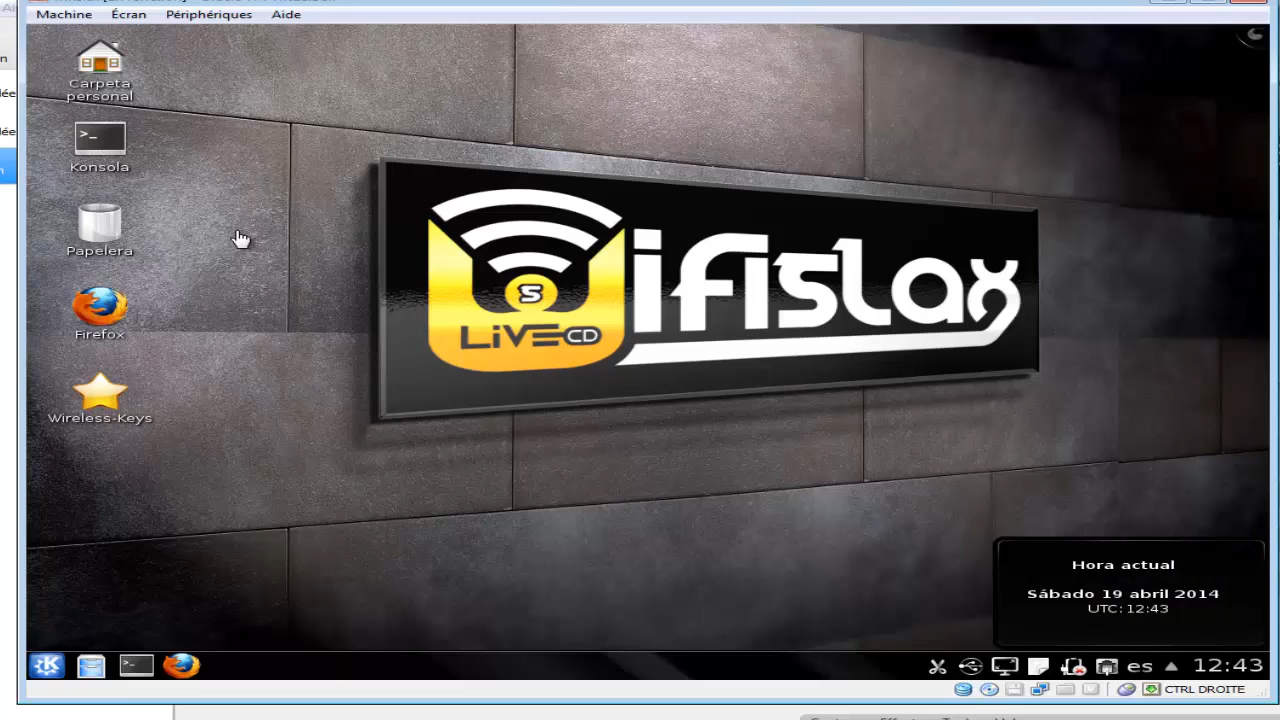 Machine Écran Périphériques Aide
Carpeta
personal
Konsola
Papelera
Firefox
Wireless-Keys
Wifislax
LiVE CD
Hora actual
Sábado 19 abril 2014
UTC: 12:43
es 12:43
CTRL DROITE